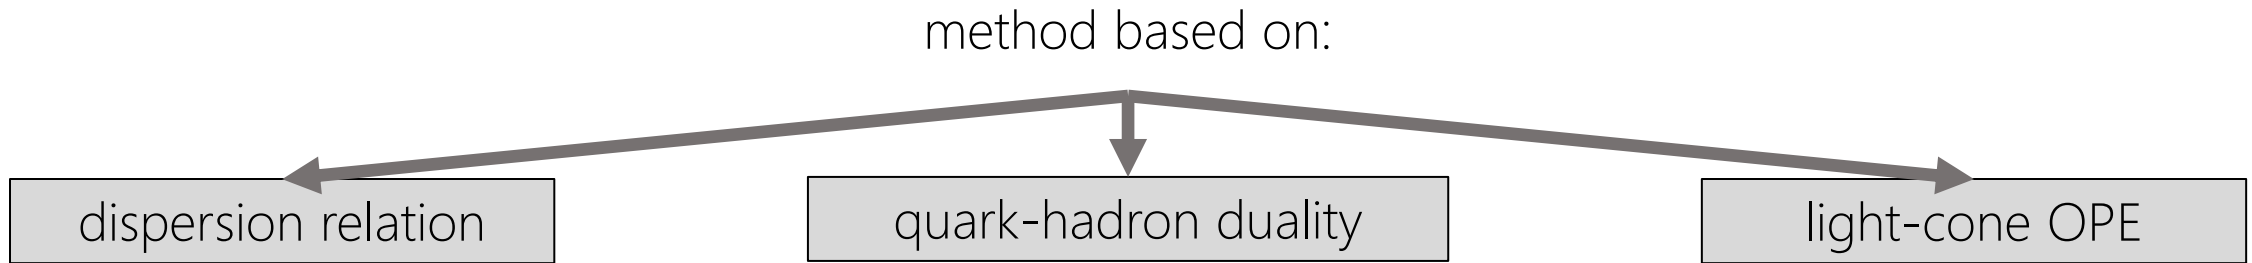 method based on:
dispersion relation
quark-hadron duality
light-cone OPE